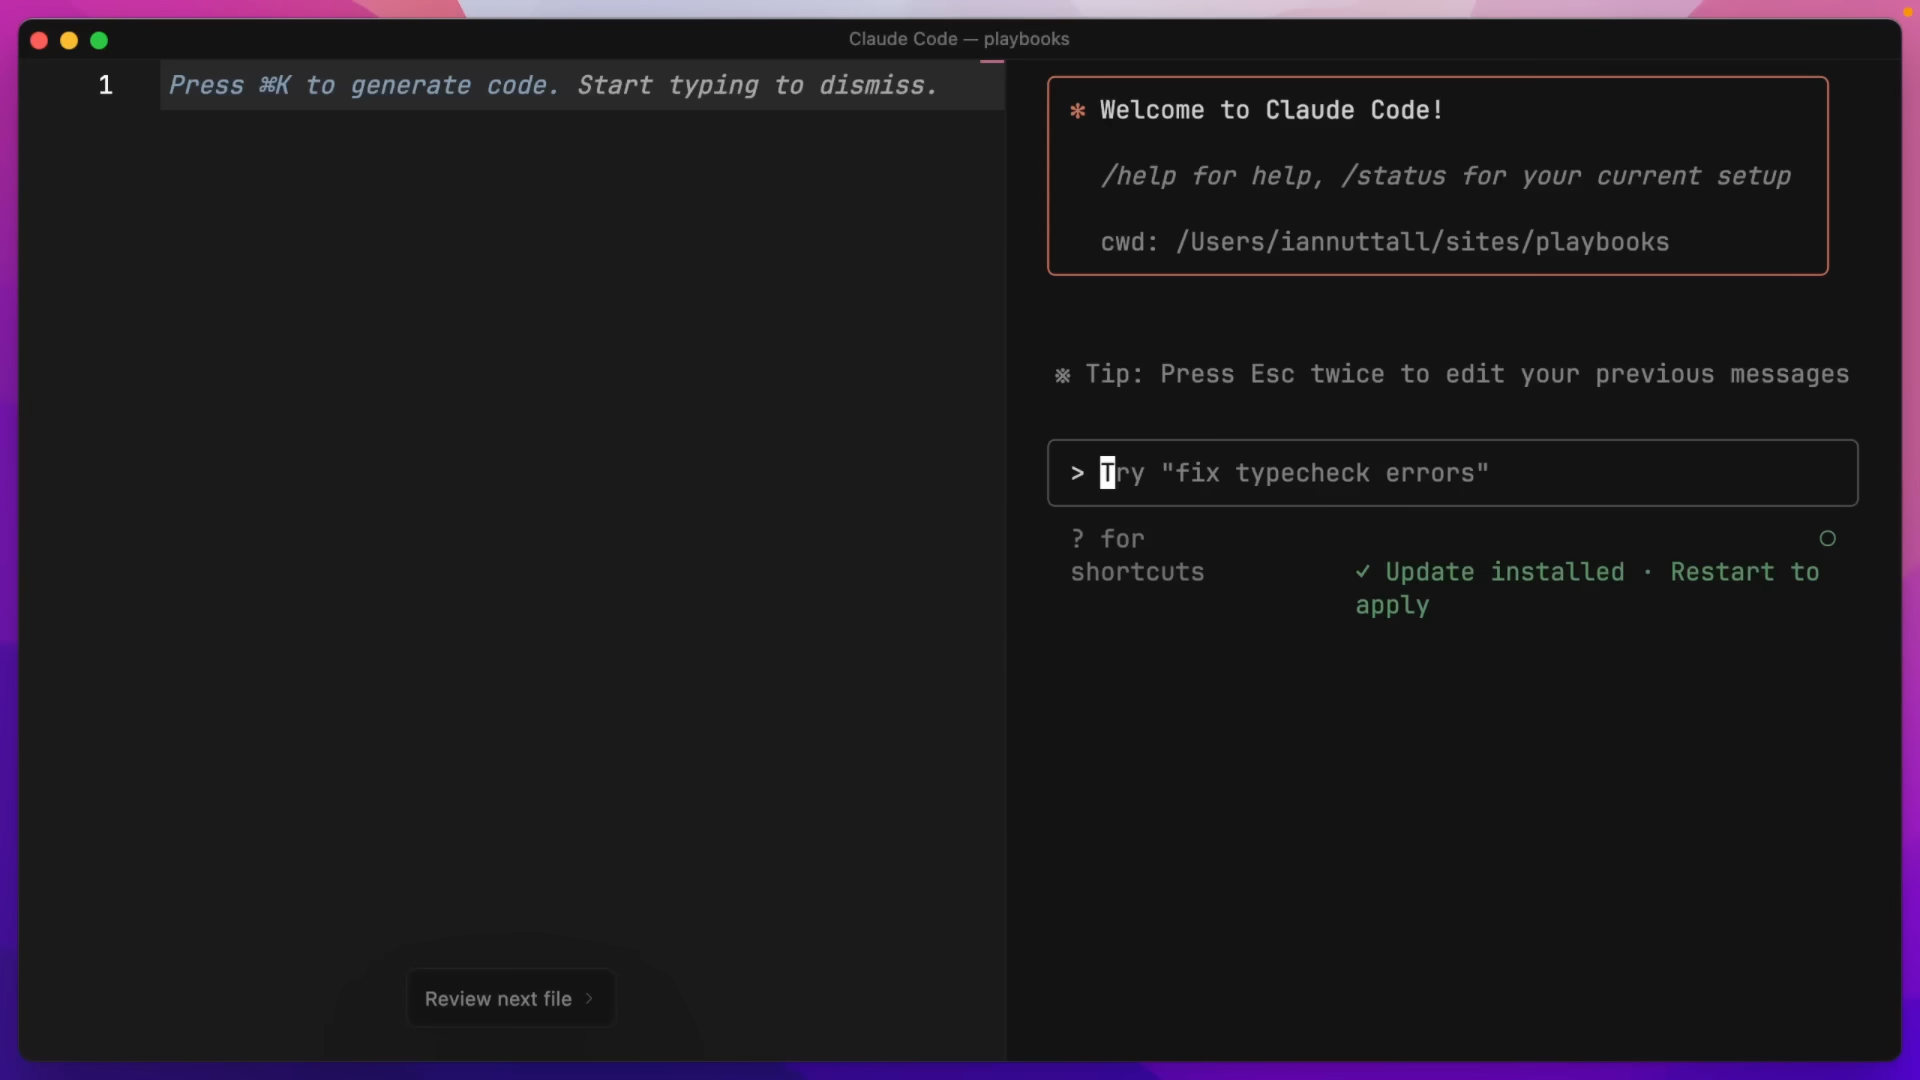 Claude Code — playbooks
1
Press ⌘K to generate code. Start typing to dismiss.
Review next file >
✻ Welcome to Claude Code!
/help for help, /status for your current setup
cwd: /Users/iannuttall/sites/playbooks
※ Tip: Press Esc twice to edit your previous messages
> Try "fix typecheck errors"
? for
shortcuts
✓ Update installed · Restart to
apply